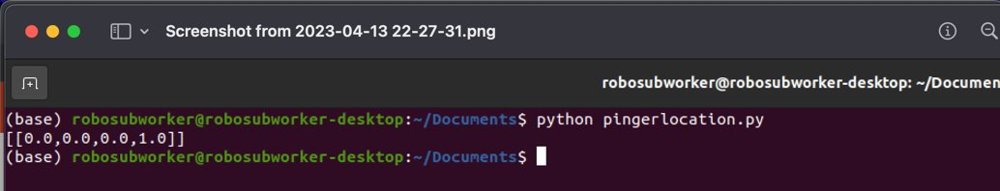 Screenshot from 2023-04-13 22-27-31.png
robosubworker@robosubworker-desktop: ~/Documen
(base) robosubworker@robosubworker-desktop:~/Documents$ python pingerlocation.py
[[0.0,0.0,0.0,1.0]]
(base) robosubworker@robosubworker-desktop:~/Documents$